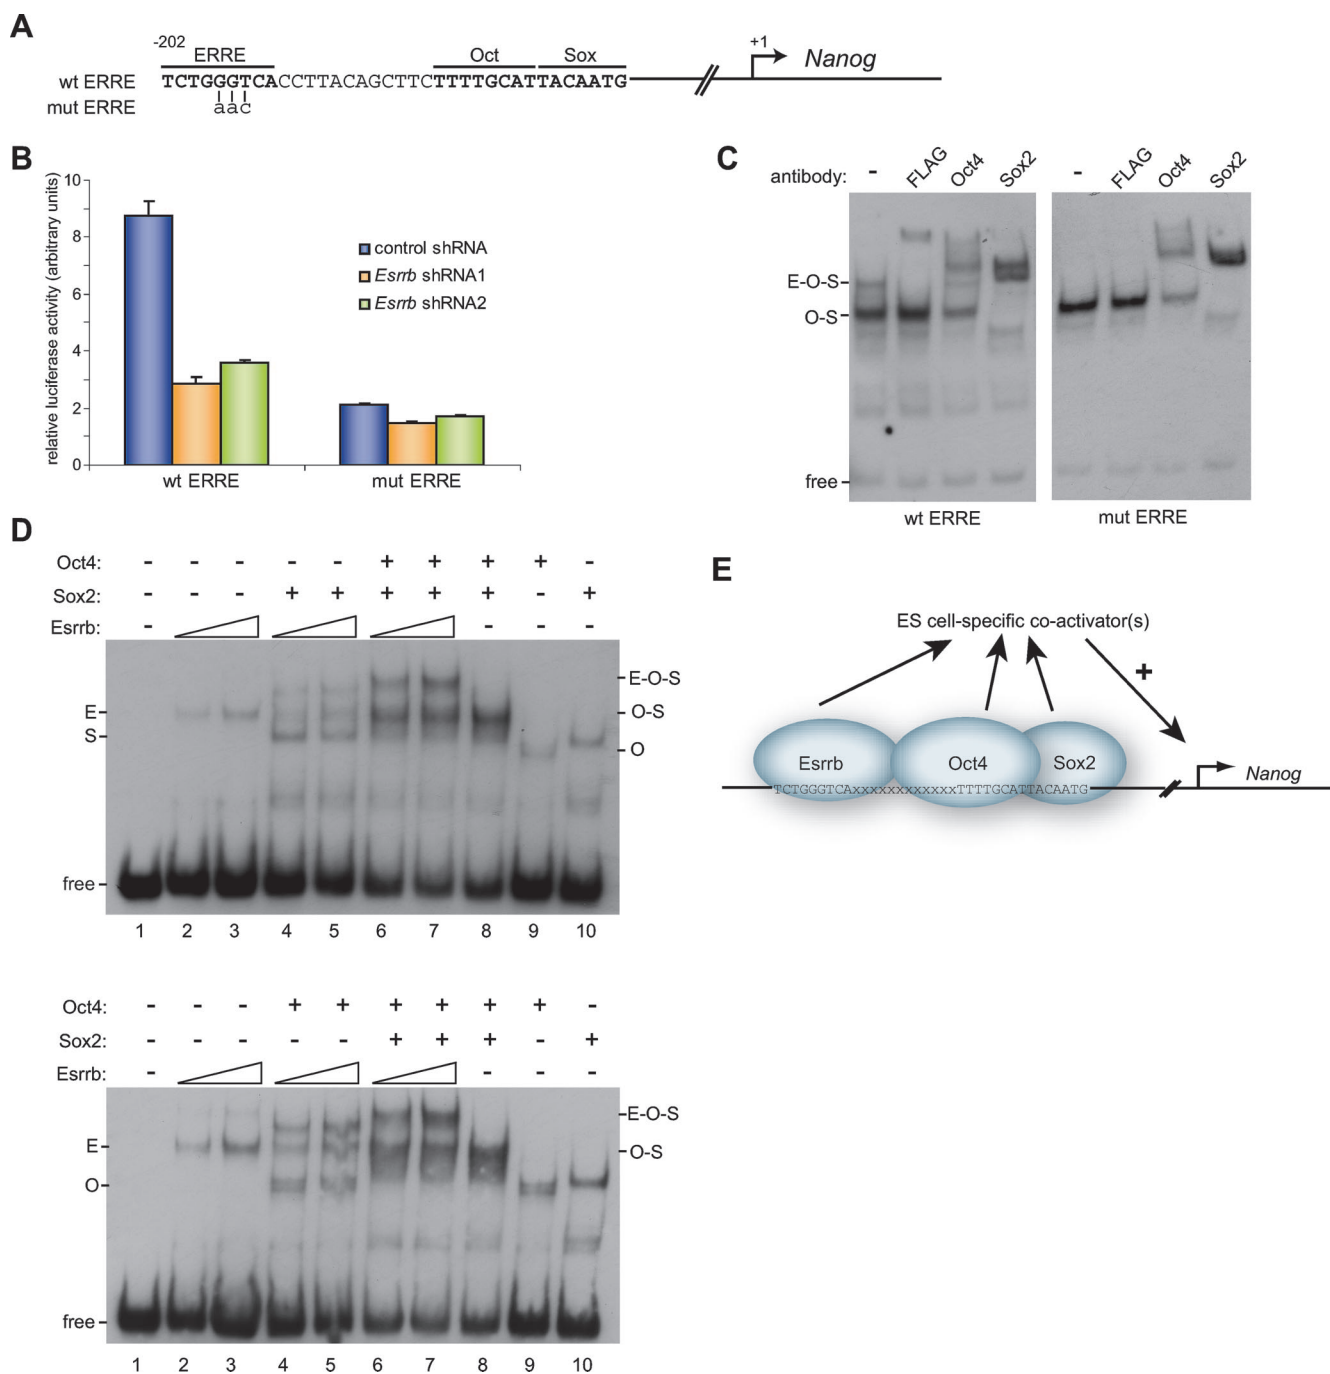 A
-202
ERRE Oct Sox
+1
Nanog
wt ERRE TCTGGGTCACCTTACAGCTTCTTTTGCATTACAATG
mut ERRE aac
B
relative luciferase activity (arbitrary units)
10
8
6
4
2
0
control shRNA
Esrrb shRNA1
Esrrb shRNA2
wt ERRE mut ERRE
C
antibody: - FLAG Oct4 Sox2 - FLAG Oct4 Sox2
E-O-S
O-S
free
wt ERRE mut ERRE
D
Oct4: - - - - - + + + + -
Sox2: - - - + + + + + - +
Esrrb: - - - -
E
S
free
E-O-S
O-S
O
1 2 3 4 5 6 7 8 9 10
Oct4: - - - + + + + + + -
Sox2: - - - - - + + + - +
Esrrb: - - - -
E
O
free
E-O-S
O-S
1 2 3 4 5 6 7 8 9 10
E
ES cell-specific co-activator(s)
+
Esrrb Oct4 Sox2
Nanog
TCTGGGTCAxxxxxxxxxxxxTTTTGCATTACAATG